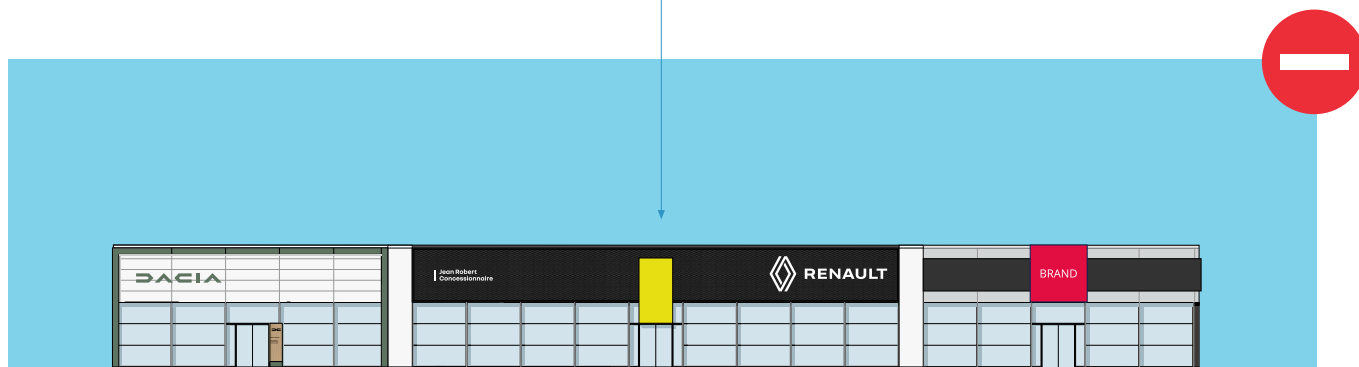 DACIA
Jean Robert
Concessionnaire
RENAULT
BRAND